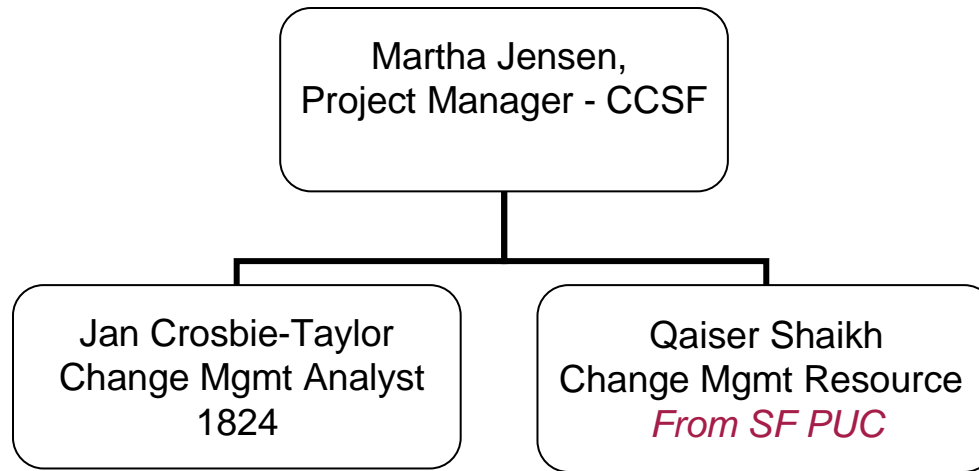 Martha Jensen,
Project Manager - CCSF
Jan Crosbie-Taylor
Change Mgmt Analyst
1824
Qaiser Shaikh
Change Mgmt Resource
From SF PUC